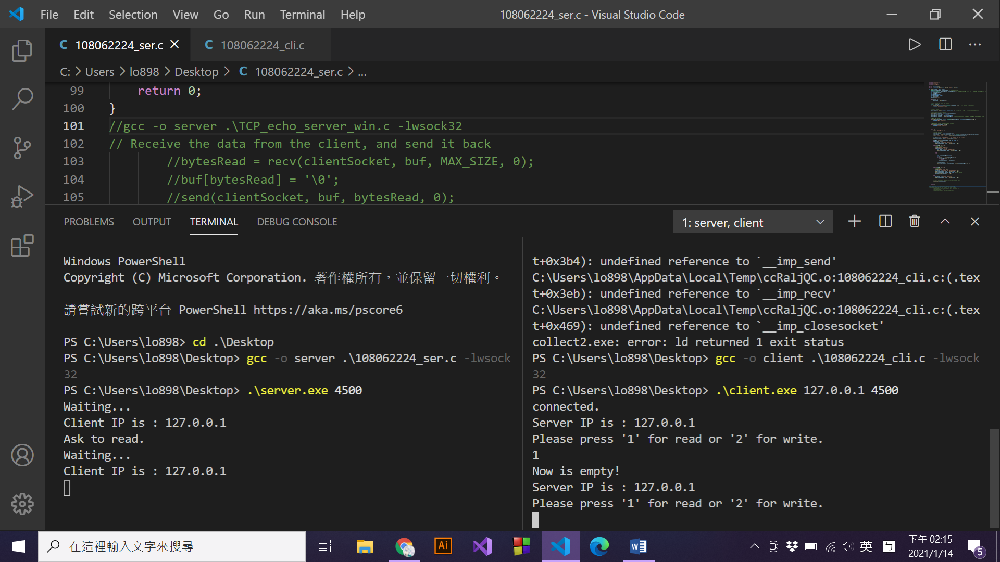 File Edit Selection View Go Run Terminal Help
108062224_ser.c - Visual Studio Code
C 108062224_ser.c
C 108062224_cli.c
C: > Users > lo898 > Desktop > C 108062224_ser.c > ...
99 return 0;
100 }
101 //gcc -o server .\TCP_echo_server_win.c -lwsock32
102 // Receive the data from the client, and send it back
103 //bytesRead = recv(clientSocket, buf, MAX_SIZE, 0);
104 //buf[bytesRead] = '\0';
105 //send(clientSocket, buf, bytesRead, 0);
PROBLEMS OUTPUT TERMINAL DEBUG CONSOLE
1: server, client
Windows PowerShell
Copyright (C) Microsoft Corporation. 著作權所有，並保留一切權利。
請嘗試新的跨平台 PowerShell https://aka.ms/pscore6
PS C:\Users\lo898> cd .\Desktop
PS C:\Users\lo898\Desktop> gcc -o server .\108062224_ser.c -lwsock
32
PS C:\Users\lo898\Desktop> .\server.exe 4500
Waiting...
Client IP is : 127.0.0.1
Ask to read.
Waiting...
Client IP is : 127.0.0.1
t+0x3b4): undefined reference to `__imp_send'
C:\Users\lo898\AppData\Local\Temp\ccRaljQC.o:108062224_cli.c:(.tex
t+0x3eb): undefined reference to `__imp_recv'
C:\Users\lo898\AppData\Local\Temp\ccRaljQC.o:108062224_cli.c:(.tex
t+0x469): undefined reference to `__imp_closesocket'
collect2.exe: error: ld returned 1 exit status
PS C:\Users\lo898\Desktop> gcc -o client .\108062224_cli.c -lwsock
32
PS C:\Users\lo898\Desktop> .\client.exe 127.0.0.1 4500
connected.
Server IP is : 127.0.0.1
Please press '1' for read or '2' for write.
1
Now is empty!
Server IP is : 127.0.0.1
Please press '1' for read or '2' for write.
在這裡輸入文字來搜尋
Ai
英
ㄅ
下午 02:15
2021/1/14
5